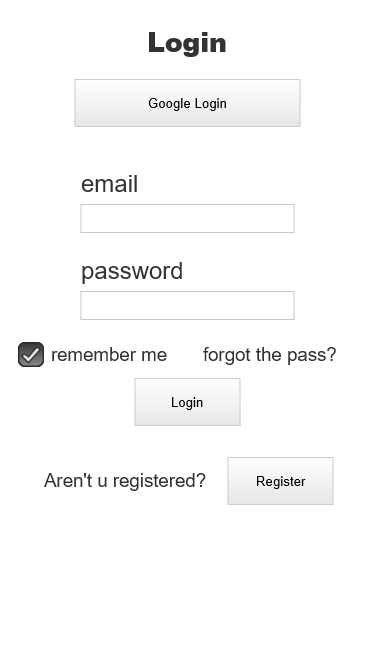 Login
Google Login
email
password
remember me forgot the pass?
Login
Aren't u registered? Register